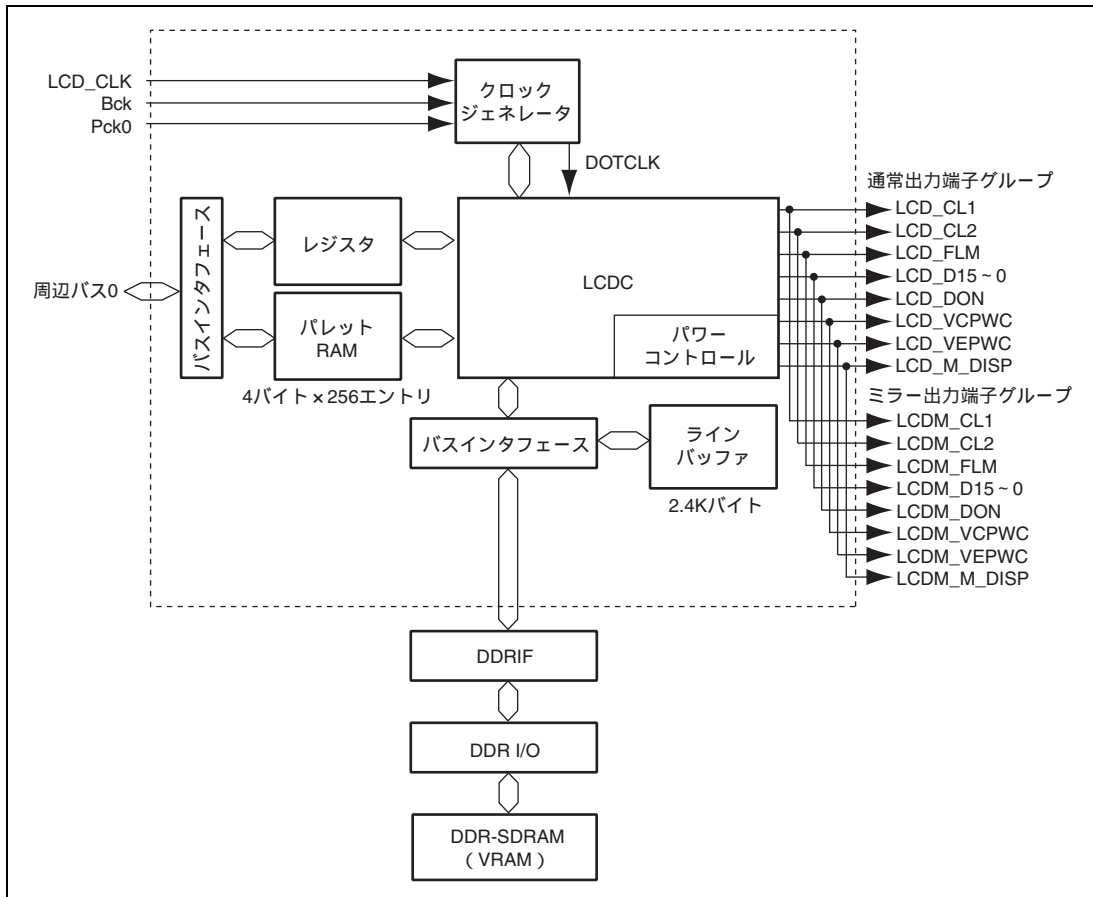 LCD_CLK
Bck
Pck0
クロック
ジェネレータ
DOTCLK
バスインタフェース
レジスタ
周辺バス0
パレット
RAM
4バイト×256エントリ
LCDC
パワー
コントロール
バスインタフェース
ライン
バッファ
2.4Kバイト
通常出力端子グループ
LCD_CL1
LCD_CL2
LCD_FLM
LCD_D15~0
LCD_DON
LCD_VCPWC
LCD_VEPWC
LCD_M_DISP
ミラー出力端子グループ
LCDM_CL1
LCDM_CL2
LCDM_FLM
LCDM_D15~0
LCDM_DON
LCDM_VCPWC
LCDM_VEPWC
LCDM_M_DISP
DDRIF
DDR I/O
DDR-SDRAM
(VRAM)